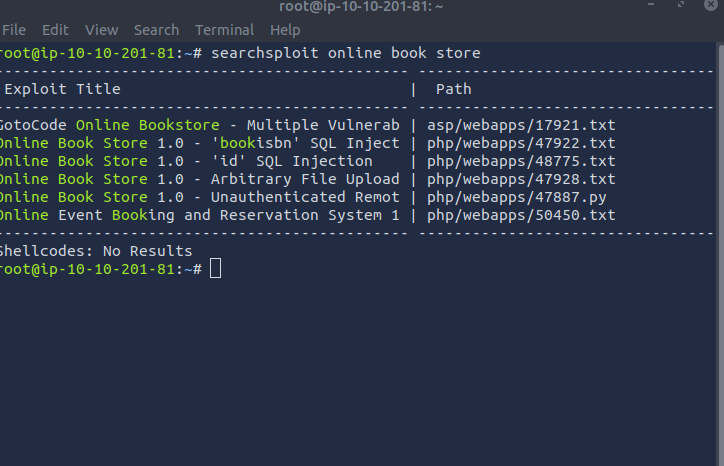 root@ip-10-10-201-81: ~
File Edit View Search Terminal Help
root@ip-10-10-201-81:~# searchsploit online book store
---------------------------------------------- ---------------------------------
Exploit Title | Path
---------------------------------------------- ---------------------------------
GotoCode Online Bookstore - Multiple Vulnerab | asp/webapps/17921.txt
Online Book Store 1.0 - 'bookisbn' SQL Inject | php/webapps/47922.txt
Online Book Store 1.0 - 'id' SQL Injection | php/webapps/48775.txt
Online Book Store 1.0 - Arbitrary File Upload | php/webapps/47928.txt
Online Book Store 1.0 - Unauthenticated Remot | php/webapps/47887.py
Online Event Booking and Reservation System 1 | php/webapps/50450.txt
---------------------------------------------- ---------------------------------
Shellcodes: No Results
root@ip-10-10-201-81:~#